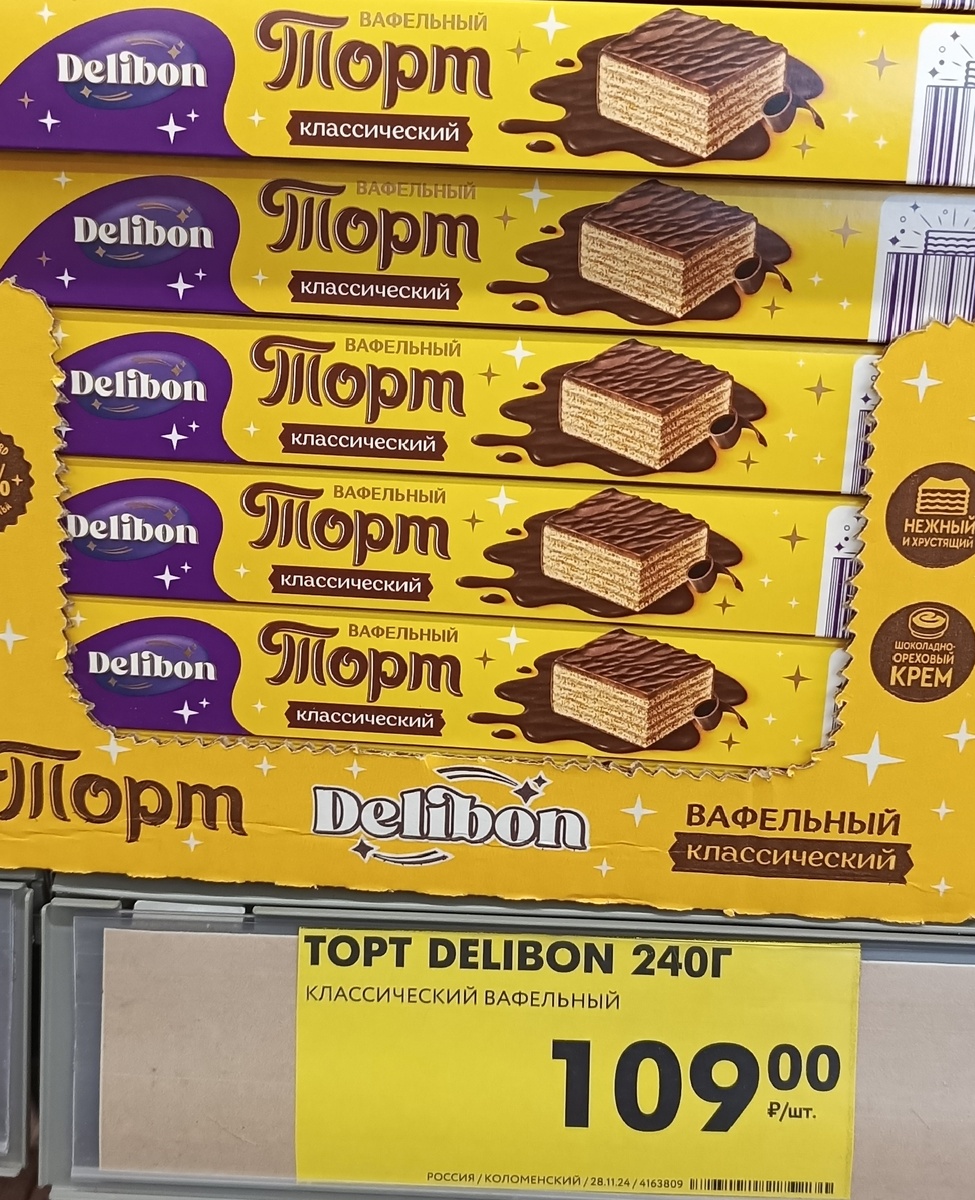 Delibon
ВАФЕЛЬНЫЙ
Торт
классический
Delibon
ВАФЕЛЬНЫЙ
Торт
классический
Delibon
ВАФЕЛЬНЫЙ
Торт
классический
Delibon
ВАФЕЛЬНЫЙ
Торт
классический
Delibon
ВАФЕЛЬНЫЙ
Торт
классический
НЕЖНЫЙ
И ХРУСТЯЩИЙ
ШОКОЛАДНО-
ОРЕХОВЫЙ
КРЕМ
Торт
Delibon
ВАФЕЛЬНЫЙ
классический
ТОРТ DELIBON 240Г
КЛАССИЧЕСКИЙ ВАФЕЛЬНЫЙ
109 00
₽/шт.
РОССИЯ / КОЛОМЕНСКИЙ / 28.11.24 / 4163809